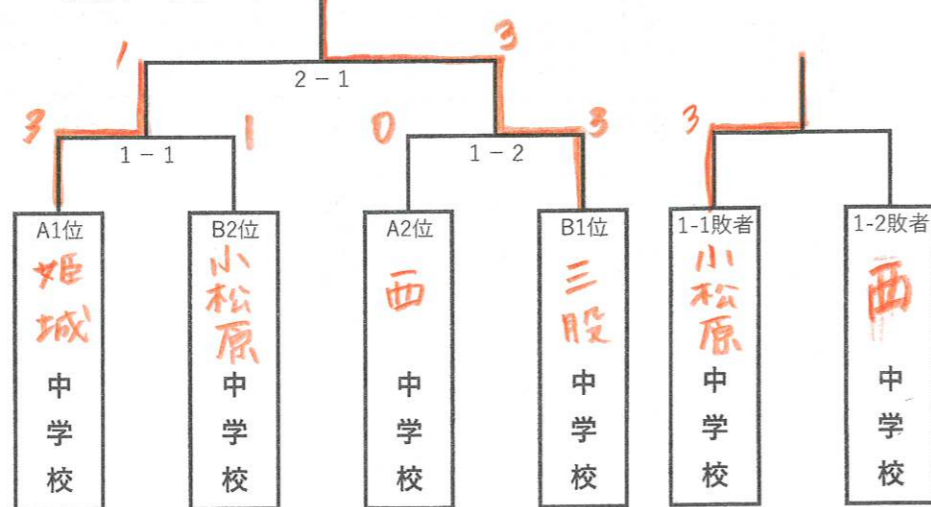 1 3
2－1
3 1 0 3 3
1－1 1－2
A1位 姫城 中学校
B2位 小松原 中学校
A2位 西 中学校
B1位 三股 中学校
1-1敗者 小松原 中学校
1-2敗者 西 中学校